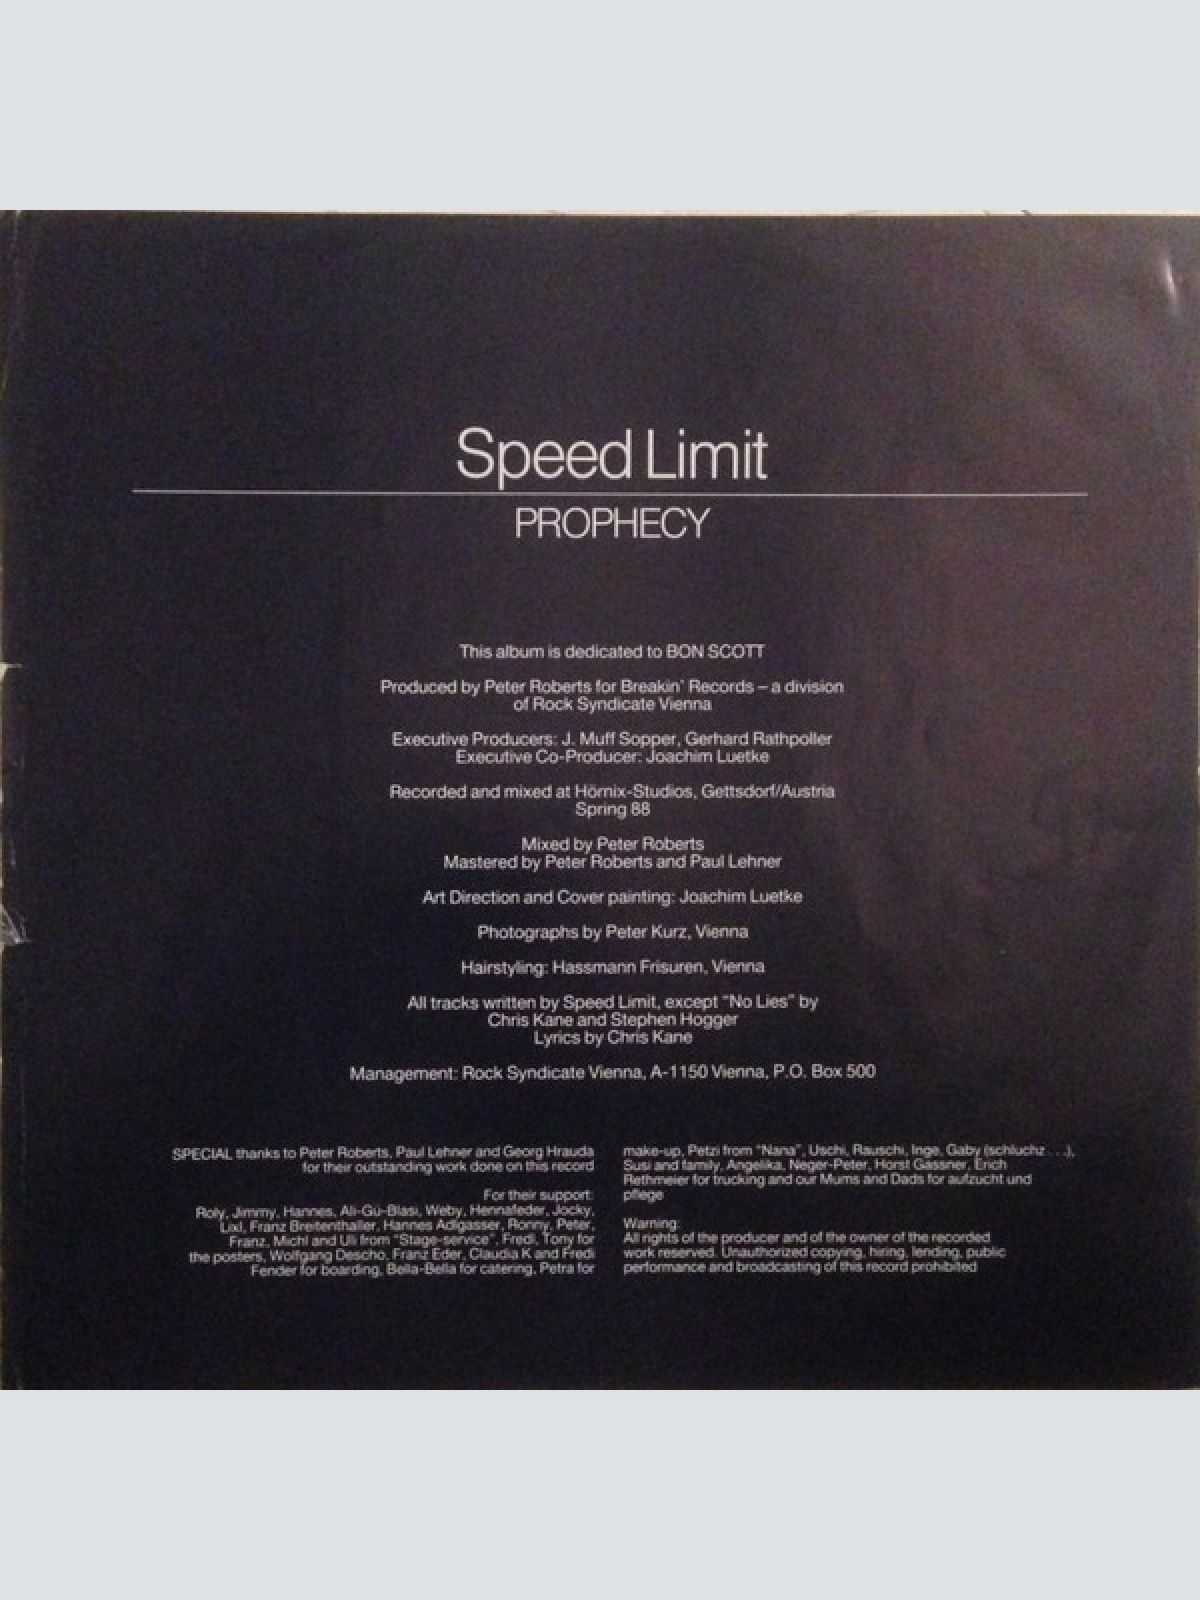 Speed Limit
PROPHECY
This album is dedicated to BON SCOTT
Produced by Peter Roberts for Breakin' Records – a division
of Rock Syndicate Vienna
Executive Producers: J. Muff Sopper, Gerhard Rathpoller
Executive Co-Producer: Joachim Luetke
Recorded and mixed at Hörnix-Studios, Gettsdorf/Austria
Spring 88
Mixed by Peter Roberts
Mastered by Peter Roberts and Paul Lehner
Art Direction and Cover painting: Joachim Luetke
Photographs by Peter Kurz, Vienna
Hairstyling: Hassmann Frisuren, Vienna
All tracks written by Speed Limit, except "No Lies" by
Chris Kane and Stephen Hogger
Lyrics by Chris Kane
Management: Rock Syndicate Vienna, A-1150 Vienna, P.O. Box 500
SPECIAL thanks to Peter Roberts, Paul Lehner and Georg Hrauda
for their outstanding work done on this record
For their support:
Roly, Jimmy, Hannes, Ali-Gü-Blasi, Weby, Hennafeder, Jocky,
Lixl, Franz Breitenthaller, Hannes Adlgasser, Ronny, Peter,
Franz, Michl and Uli from "Stage-service", Fredl, Tony for
the posters, Wolfgang Descho, Franz Eder, Claudia K and Fredi
Fender for boarding, Bella-Bella for catering, Petra for
make-up, Petzi from "Nana", Uschi, Rauschi, Inge, Gaby (schluchz . . .),
Susi and family, Angelika, Neger-Peter, Horst Gassner, Erich
Rethmeier for trucking and our Mums and Dads for aufzucht und
pflege
Warning:
All rights of the producer and of the owner of the recorded
work reserved. Unauthorized copying, hiring, lending, public
performance and broadcasting of this record prohibited